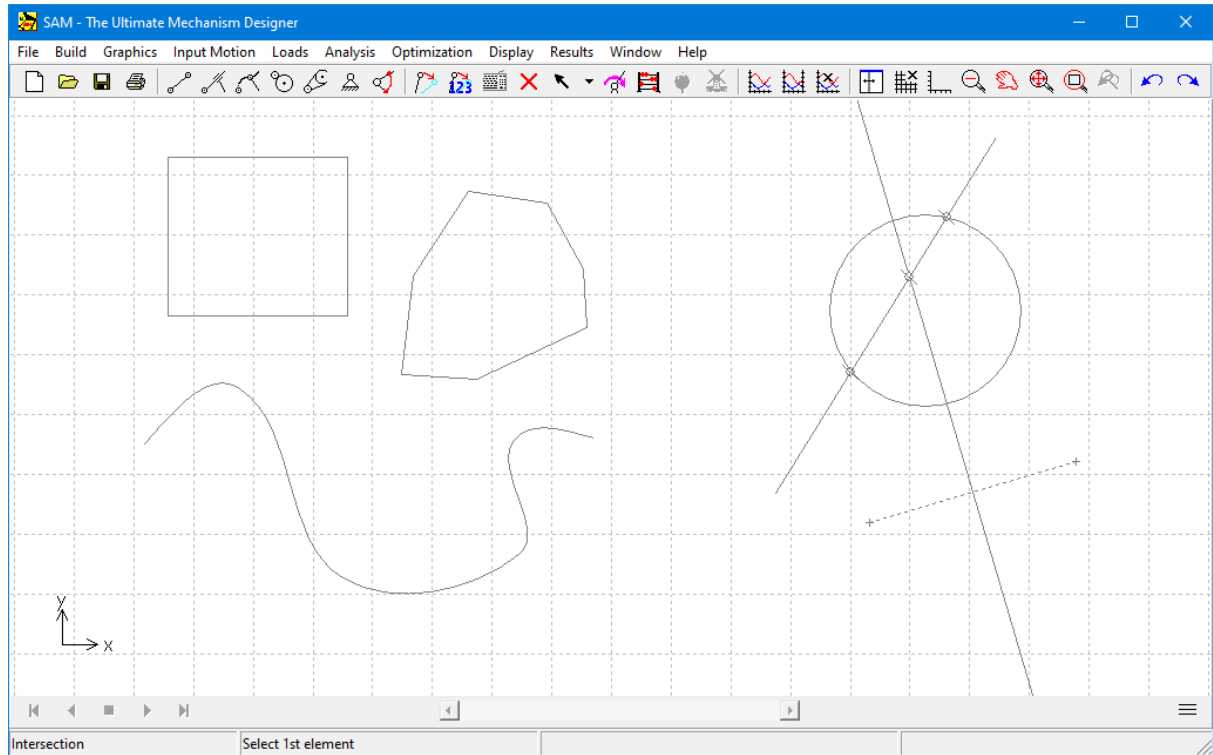 SAM - The Ultimate Mechanism Designer
File Build Graphics Input Motion Loads Analysis Optimization Display Results Window Help
123
y
x
Intersection Select 1st element